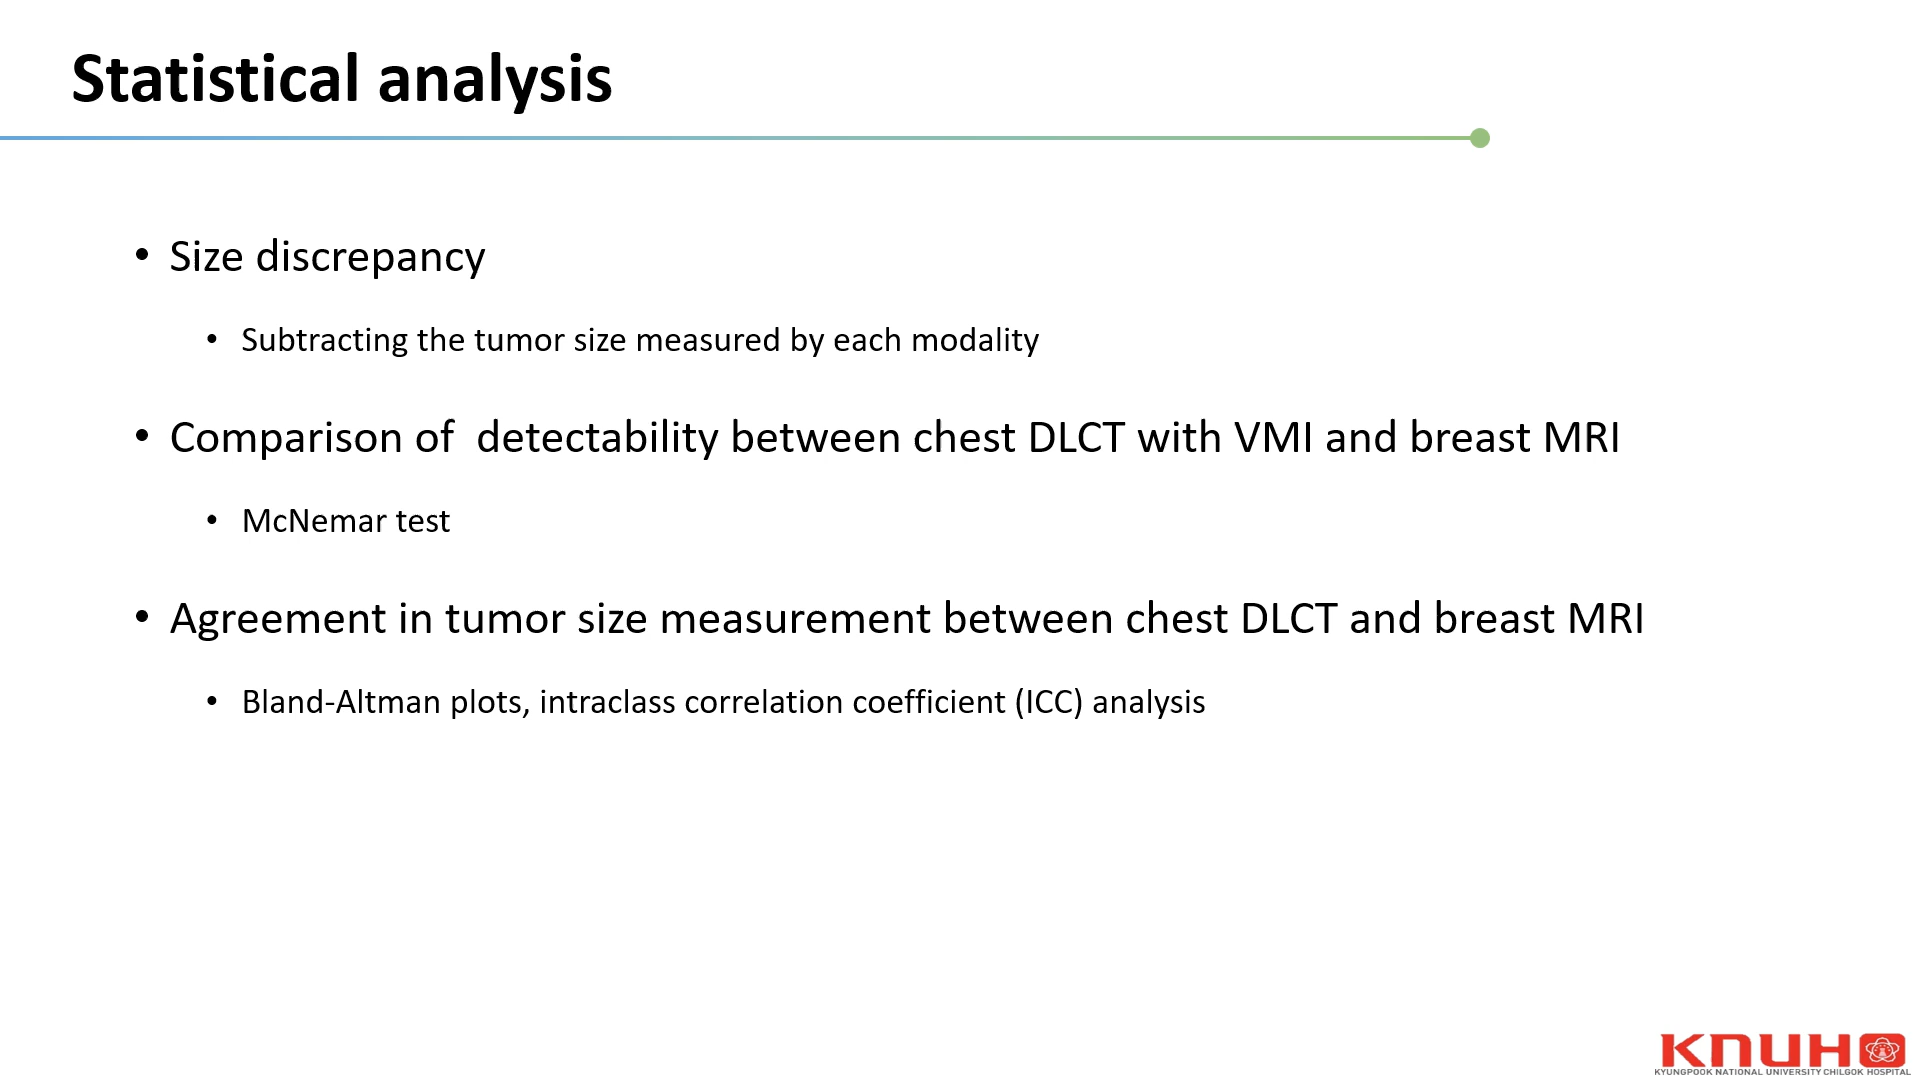 Statistical analysis
• Size discrepancy
• Subtracting the tumor size measured by each modality
• Comparison of  detectability between chest DLCT with VMI and breast MRI
• McNemar test
• Agreement in tumor size measurement between chest DLCT and breast MRI
• Bland-Altman plots, intraclass correlation coefficient (ICC) analysis
KNUH
KYUNGPOOK NATIONAL UNIVERSITY CHILGOK HOSPITAL